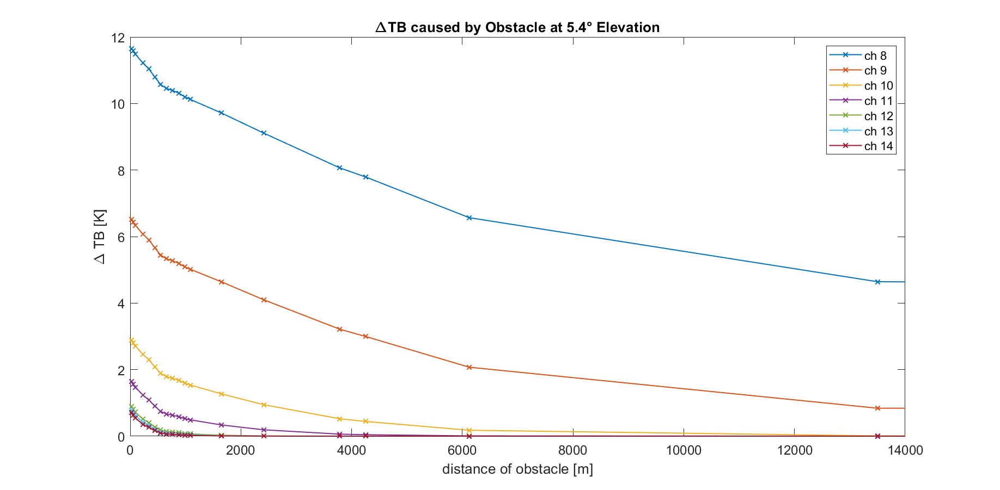 ΔTB caused by Obstacle at 5.4° Elevation
12
10
8
6
4
2
0
Δ TB [K]
ch 8
ch 9
ch 10
ch 11
ch 12
ch 13
ch 14
0 2000 4000 6000 8000 10000 12000 14000
distance of obstacle [m]